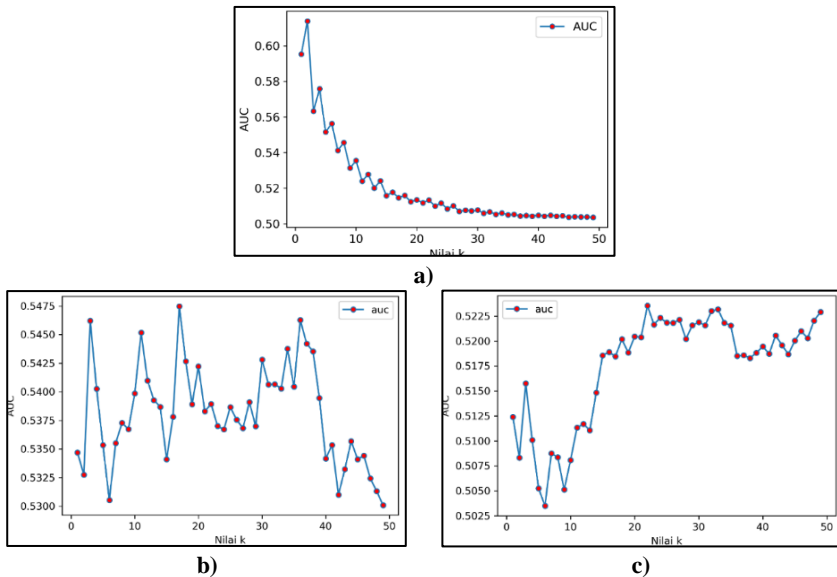 AUC
0.60
0.58
0.56
0.54
0.52
0.50
AUC
0 10 20 30 40 50
Nilai k
a)
auc
0.5475
0.5450
0.5425
0.5400
0.5375
0.5350
0.5325
0.5300
AUC
0 10 20 30 40 50
Nilai k
b)
auc
0.5225
0.5200
0.5175
0.5150
0.5125
0.5100
0.5075
0.5050
0.5025
AUC
0 10 20 30 40 50
Nilai k
c)